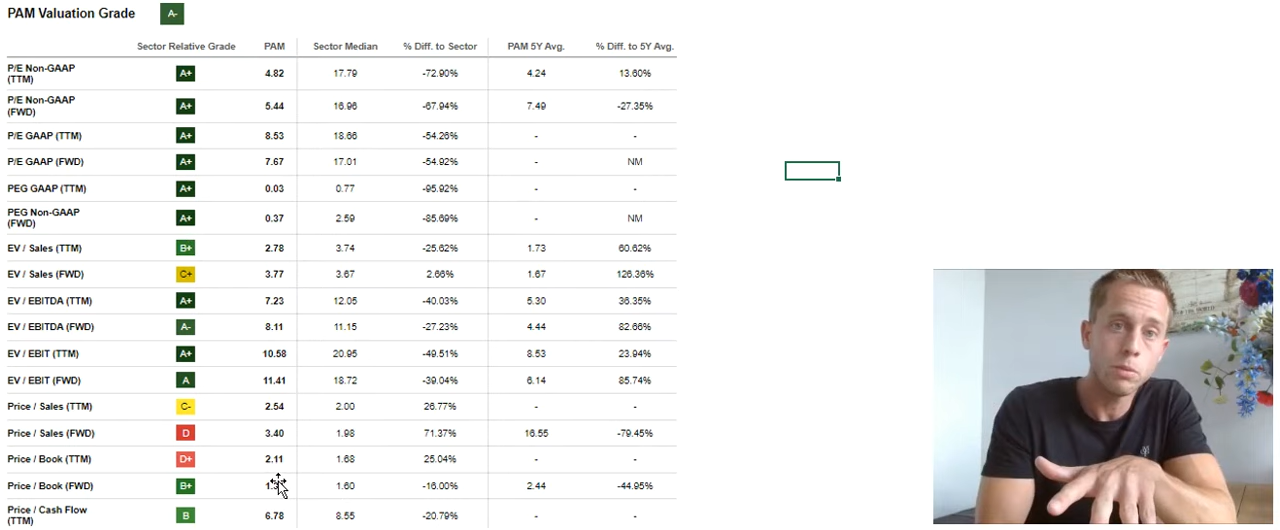 PAM Valuation Grade A-
Sector Relative Grade PAM Sector Median % Diff. to Sector PAM 5Y Avg. % Diff. to 5Y Avg.
P/E Non-GAAP
(TTM) A+ 4.82 17.79 -72.90% 4.24 13.60%
P/E Non-GAAP
(FWD) A+ 5.44 16.96 -67.94% 7.49 -27.35%
P/E GAAP (TTM) A+ 8.53 18.66 -54.26% - -
P/E GAAP (FWD) A+ 7.67 17.01 -54.92% - NM
PEG GAAP (TTM) A+ 0.03 0.77 -95.92% - -
PEG Non-GAAP
(FWD) A+ 0.37 2.59 -85.69% - NM
EV / Sales (TTM) B+ 2.78 3.74 -25.62% 1.73 60.62%
EV / Sales (FWD) C+ 3.77 3.67 2.66% 1.67 126.36%
EV / EBITDA (TTM) A+ 7.23 12.05 -40.03% 5.30 36.35%
EV / EBITDA (FWD) A- 8.11 11.15 -27.23% 4.44 82.66%
EV / EBIT (TTM) A+ 10.58 20.95 -49.51% 8.53 23.94%
EV / EBIT (FWD) A 11.41 18.72 -39.04% 6.14 85.74%
Price / Sales (TTM) C- 2.54 2.00 26.77% - -
Price / Sales (FWD) D 3.40 1.98 71.37% 16.55 -79.45%
Price / Book (TTM) D+ 2.11 1.68 25.04% - -
Price / Book (FWD) B+ 1.60 -16.00% 2.44 -44.95%
Price / Cash Flow
(TTM) B 6.78 8.55 -20.79% - -